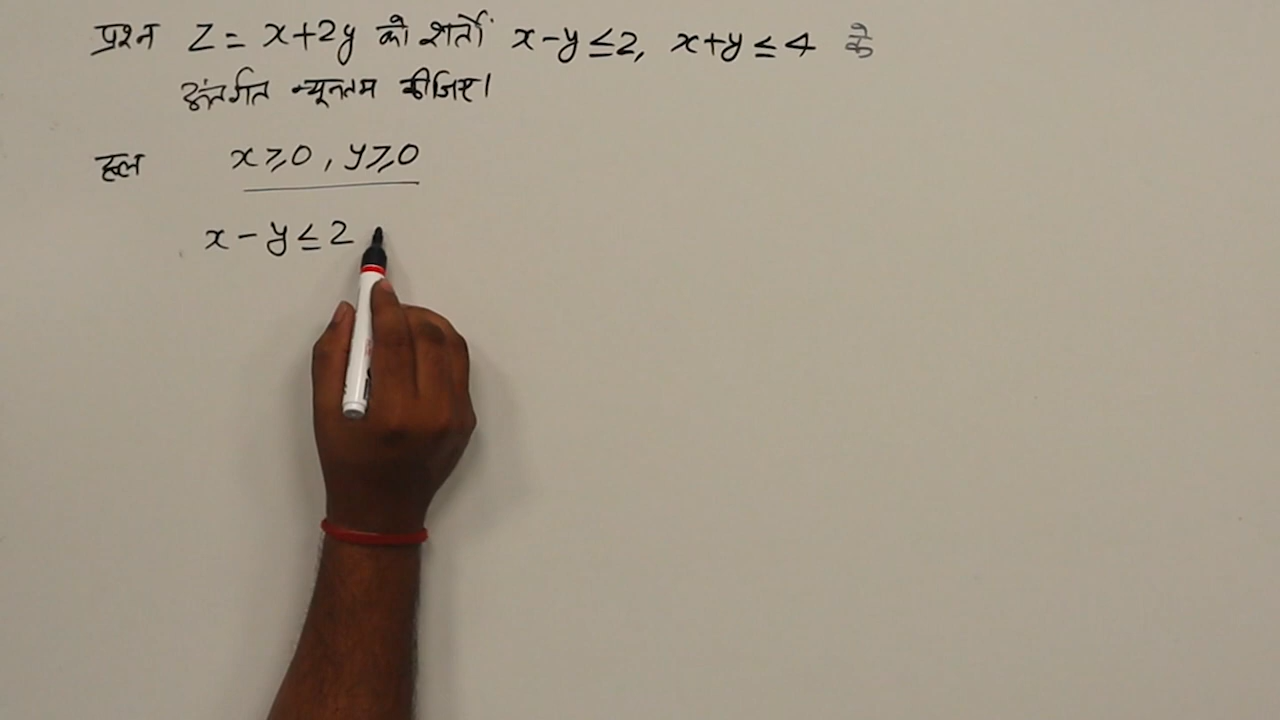 प्रश्न Z = x+2y को शर्तों x-y≤2, x+y≤4 के
अंतर्गत न्यूनतम कीजिए।
हल x≥0, y≥0
x-y≤2